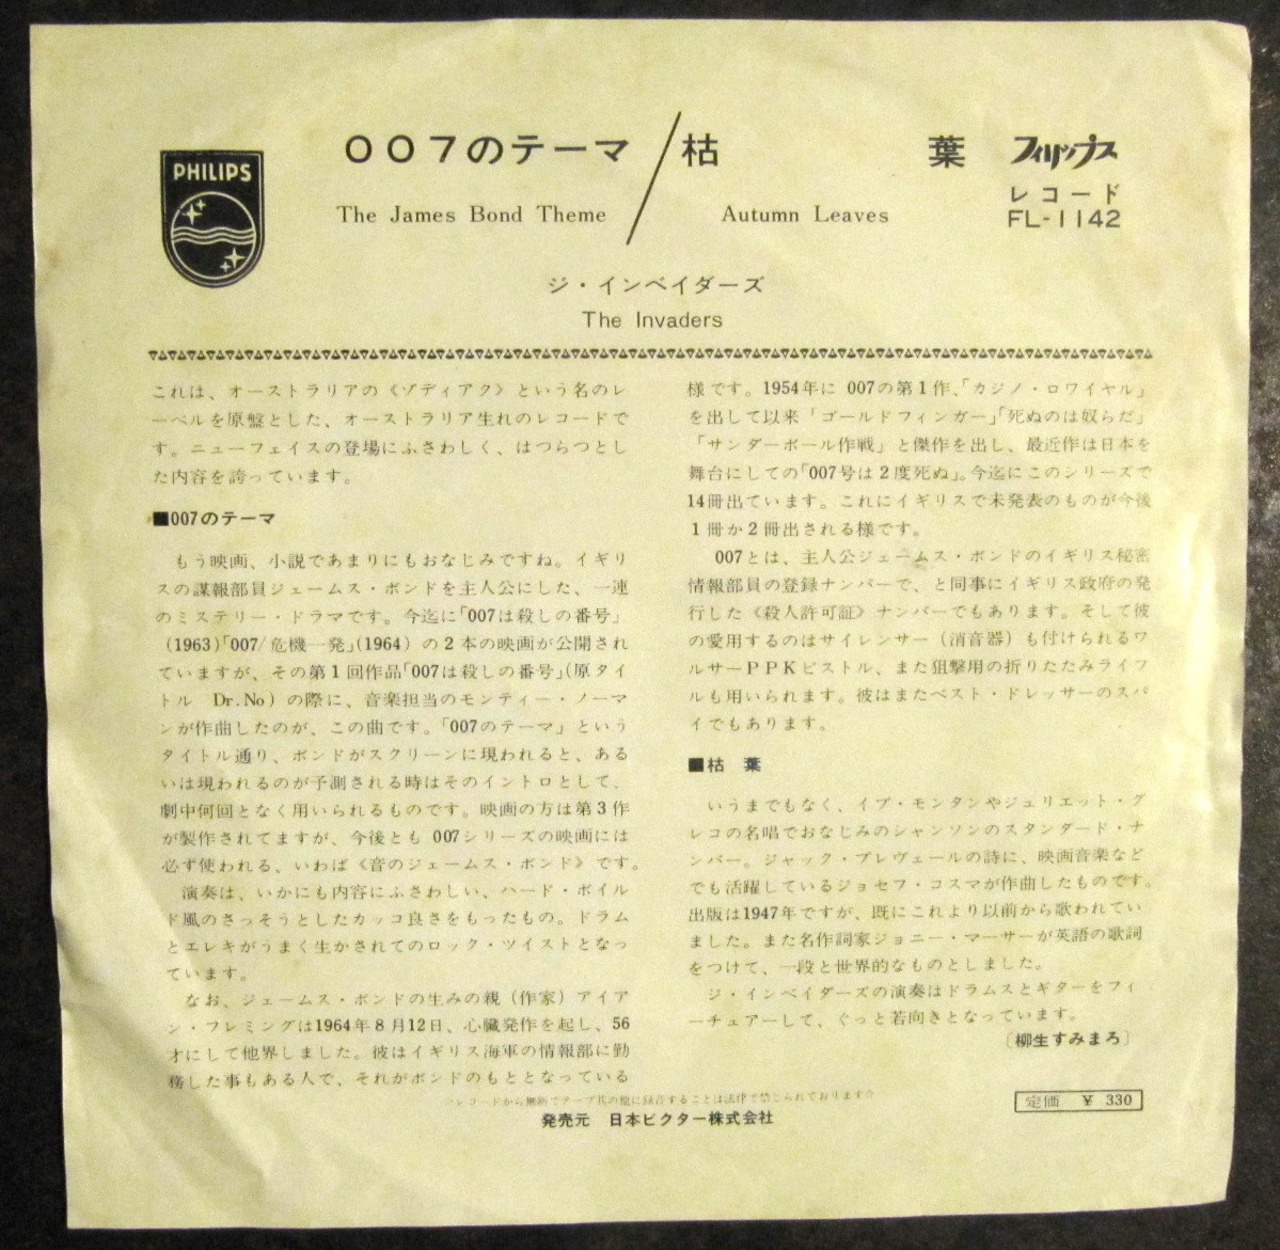 PHILIPS
007のテーマ/枯 葉
The James Bond Theme Autumn Leaves
フィリップス
レコード
FL-1142
ジ・インベイダーズ
The Invaders
これは、オーストラリアの《ゾディアク》という名のレ
ーベルを原盤とした、オーストラリア生れのレコードで
す。ニューフェイスの登場にふさわしく、はつらつとし
た内容を誇っています。
■007のテーマ
もう映画、小説であまりにもおなじみですね。イギリ
スの諜報部員ジェームス・ボンドを主人公にした、一連
のミステリー・ドラマです。今迄に「007は殺しの番号」
(1963)「007/危機一発」(1964) の2本の映画が公開され
ていますが、その第1回作品「007は殺しの番号」(原タイ
トル Dr.No) の際に、音楽担当のモンティー・ノーマ
ンが作曲したのが、この曲です。「007のテーマ」という
タイトル通り、ボンドがスクリーンに現われると、ある
いは現われるのが予測される時はそのイントロとして、
劇中何回となく用いられるものです。映画の方は第3作
が製作されてますが、今後とも 007シリーズの映画には
必ず使われる、いわば《音のジェームス・ボンド》です。
演奏は、いかにも内容にふさわしい、ハード・ボイル
ド風のさっそうとしたカッコ良さをもったもの。ドラム
とエレキがうまく生かされてのロック・ツイストとなっ
ています。
なお、ジェームス・ボンドの生みの親（作家）アイア
ン・フレミングは1964年8月12日、心臓発作を起し、56
才にして他界しました。彼はイギリス海軍の情報部に勤
務した事もある人で、それがボンドのもととなっている
様です。1954年に 007の第1作、「カジノ・ロワイヤル」
を出して以来「ゴールドフィンガー」「死ぬのは奴らだ」
「サンダーボール作戦」と傑作を出し、最近作は日本を
舞台にしての「007号は2度死ぬ」。今迄にこのシリーズで
14冊出ています。これにイギリスで未発表のものが今後
1冊か2冊出される様です。
007とは、主人公ジェームス・ボンドのイギリス秘密
情報部員の登録ナンバーで、と同事にイギリス政府の発
行した《殺人許可証》ナンバーでもあります。そして彼
の愛用するのはサイレンサー（消音器）も付けられるワ
ルサーＰＰＫピストル、また狙撃用の折りたたみライフ
ルも用いられます。彼はまたベスト・ドレッサーのスパ
イでもあります。
■枯 葉
いうまでもなく、イブ・モンタンやジュリエット・グ
レコの名唱でおなじみのシャンソンのスタンダード・ナ
ンバー。ジャック・プレヴェールの詩に、映画音楽など
でも活躍しているジョセフ・コスマが作曲したものです。
出版は1947年ですが、既にこれより以前から歌われてい
ました。また名作詞家ジョニー・マーサーが英語の歌詞
をつけて、一段と世界的なものとしました。
ジ・インベイダーズの演奏はドラムスとギターをフィ
ーチュアーして、ぐっと若向きとなっています。
〔柳生すみまろ〕
☆レコードから無断でテープ其の他に録音することは法律で禁じられております☆
発売元 日本ビクター株式会社
定価 ¥ 330